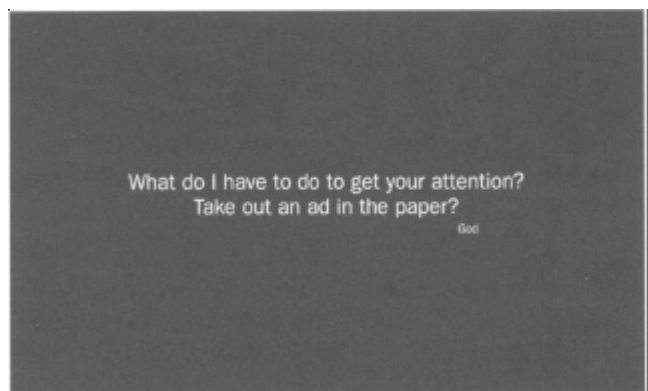 What do I have to do to get your attention?
Take out an ad in the paper?
God